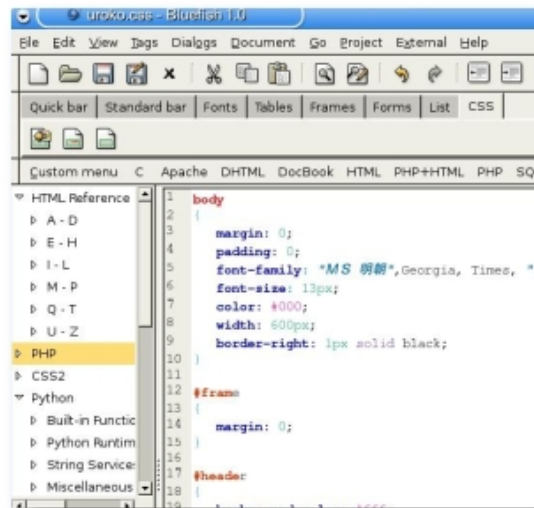 uroko.css - Bluefish 1.0
File Edit View Tags Dialogs Document Go Project External Help
Quick bar Standard bar Fonts Tables Frames Forms List CSS
Custom menu C Apache DHTML DocBook HTML PHP+HTML PHP SQ
HTML Reference
A - D
E - H
I - L
M - P
Q - T
U - Z
PHP
CSS2
Python
Built-in Functic
Python Runtim
String Service
Miscellaneous
1 body
2 {
3 margin: 0;
4 padding: 0;
5 font-family: "MS 明朝",Georgia, Times, "
6 font-size: 13px;
7 color: #000;
8 width: 600px;
9 border-right: 1px solid black;
10 }
11
12 #frame
13 {
14 margin: 0;
15 }
16
17 #header
18 {
19